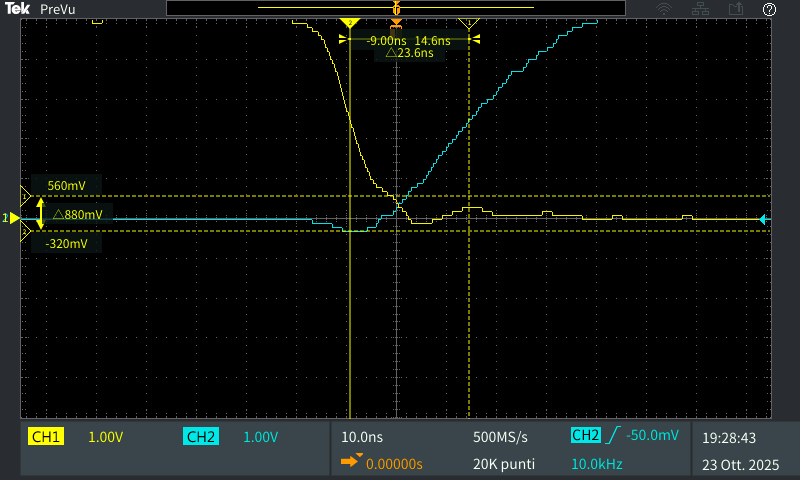 Tek PreVu
-9.00ns 14.6ns
△23.6ns
560mV
△880mV
-320mV
CH1 1.00V CH2 1.00V 10.0ns 500MS/s CH2 -50.0mV 19:28:43
0.00000s 20K punti 10.0kHz 23 Ott. 2025